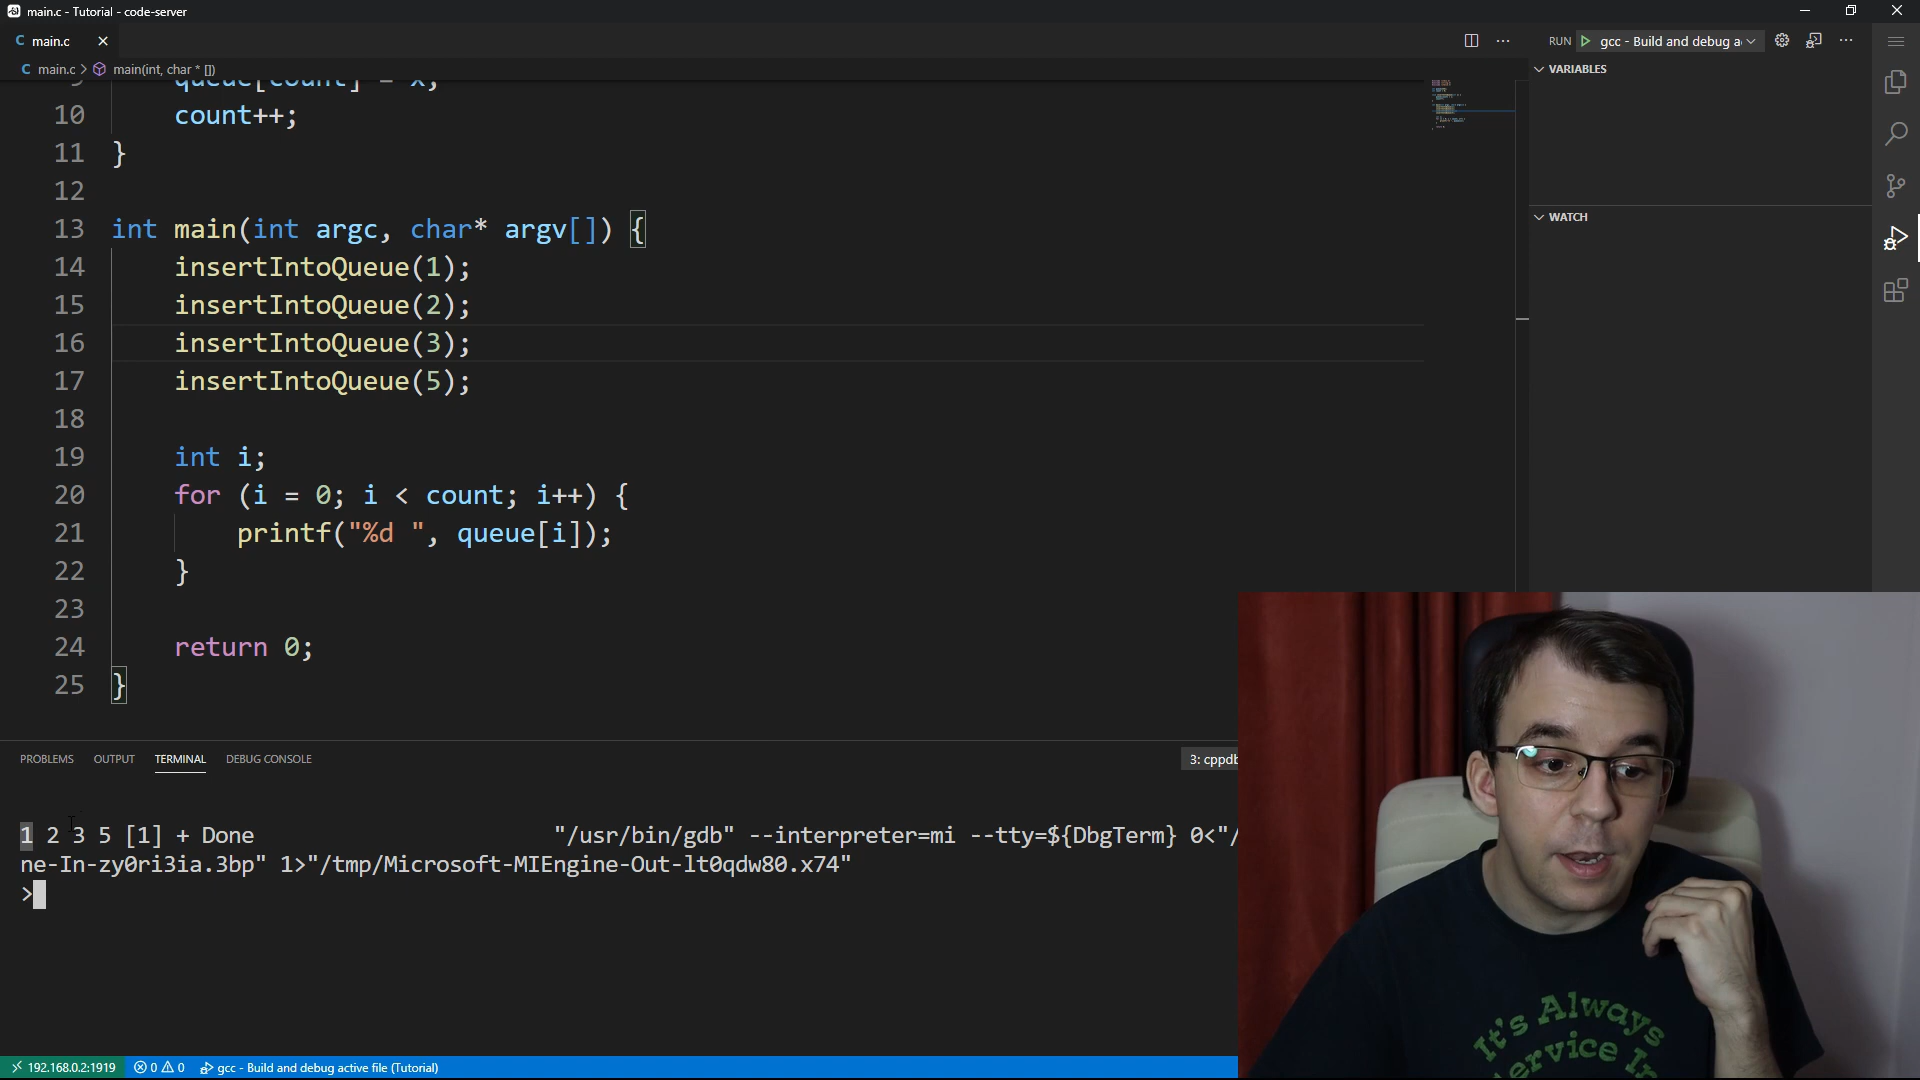 main.c - Tutorial - code-server
main.c
RUN gcc - Build and debug a
main.c > main(int, char * [])
VARIABLES
9 queue[count] = x;
10 count++;
11 }
12
13 int main(int argc, char* argv[]) {
14 insertIntoQueue(1);
15 insertIntoQueue(2);
16 insertIntoQueue(3);
17 insertIntoQueue(5);
18
19 int i;
20 for (i = 0; i < count; i++) {
21 printf("%d ", queue[i]);
22 }
23
24 return 0;
25 }
WATCH
PROBLEMS OUTPUT TERMINAL DEBUG CONSOLE 3: cppdb
1 2 3 5 [1] + Done "/usr/bin/gdb" --interpreter=mi --tty=${DbgTerm} 0<"/
ne-In-zy0ri3ia.3bp" 1>"/tmp/Microsoft-MIEngine-Out-lt0qdw80.x74"
>
It's Always
Service In
192.168.0.2:1919 0 0 gcc - Build and debug active file (Tutorial)